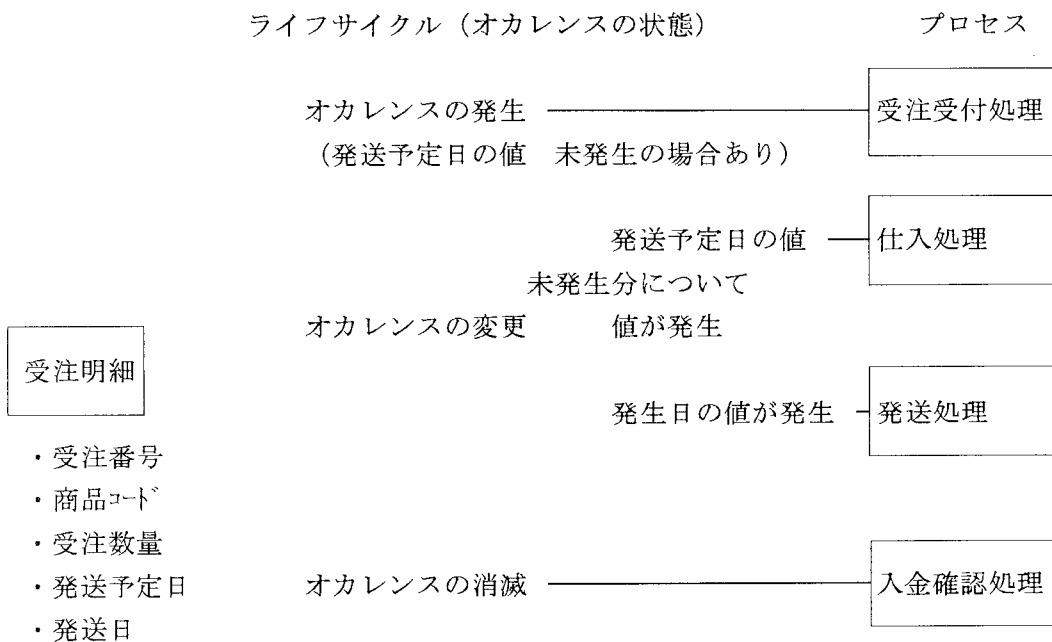 ライフサイクル（オカレンスの状態） プロセス
オカレンスの発生 受注受付処理
（発送予定日の値 未発生の場合あり）
発送予定日の値 仕入処理
未発生分について
オカレンスの変更 値が発生
受注明細
発生日の値が発生 発送処理
・受注番号
・商品コード
・受注数量
・発送予定日 オカレンスの消滅 入金確認処理
・発送日